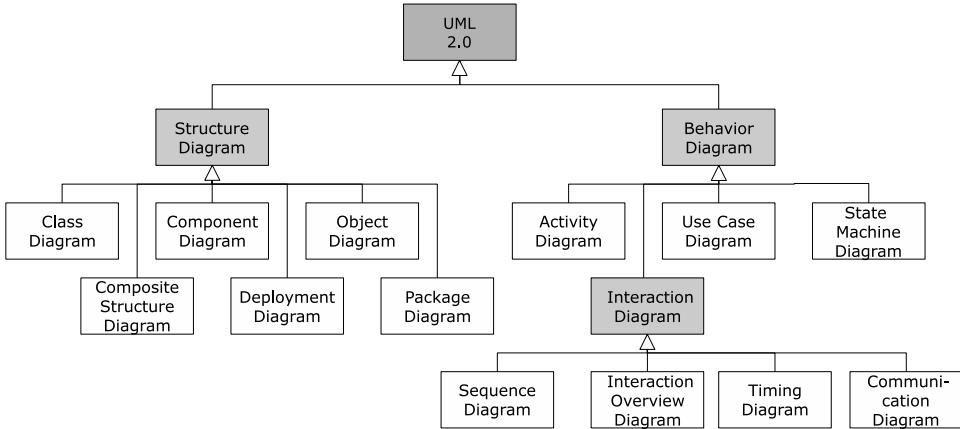 UML
2.0
Structure
Diagram
Behavior
Diagram
Class
Diagram
Component
Diagram
Object
Diagram
Activity
Diagram
Use Case
Diagram
State
Machine
Diagram
Composite
Structure
Diagram
Deployment
Diagram
Package
Diagram
Interaction
Diagram
Sequence
Diagram
Interaction
Overview
Diagram
Timing
Diagram
Communi-
cation
Diagram